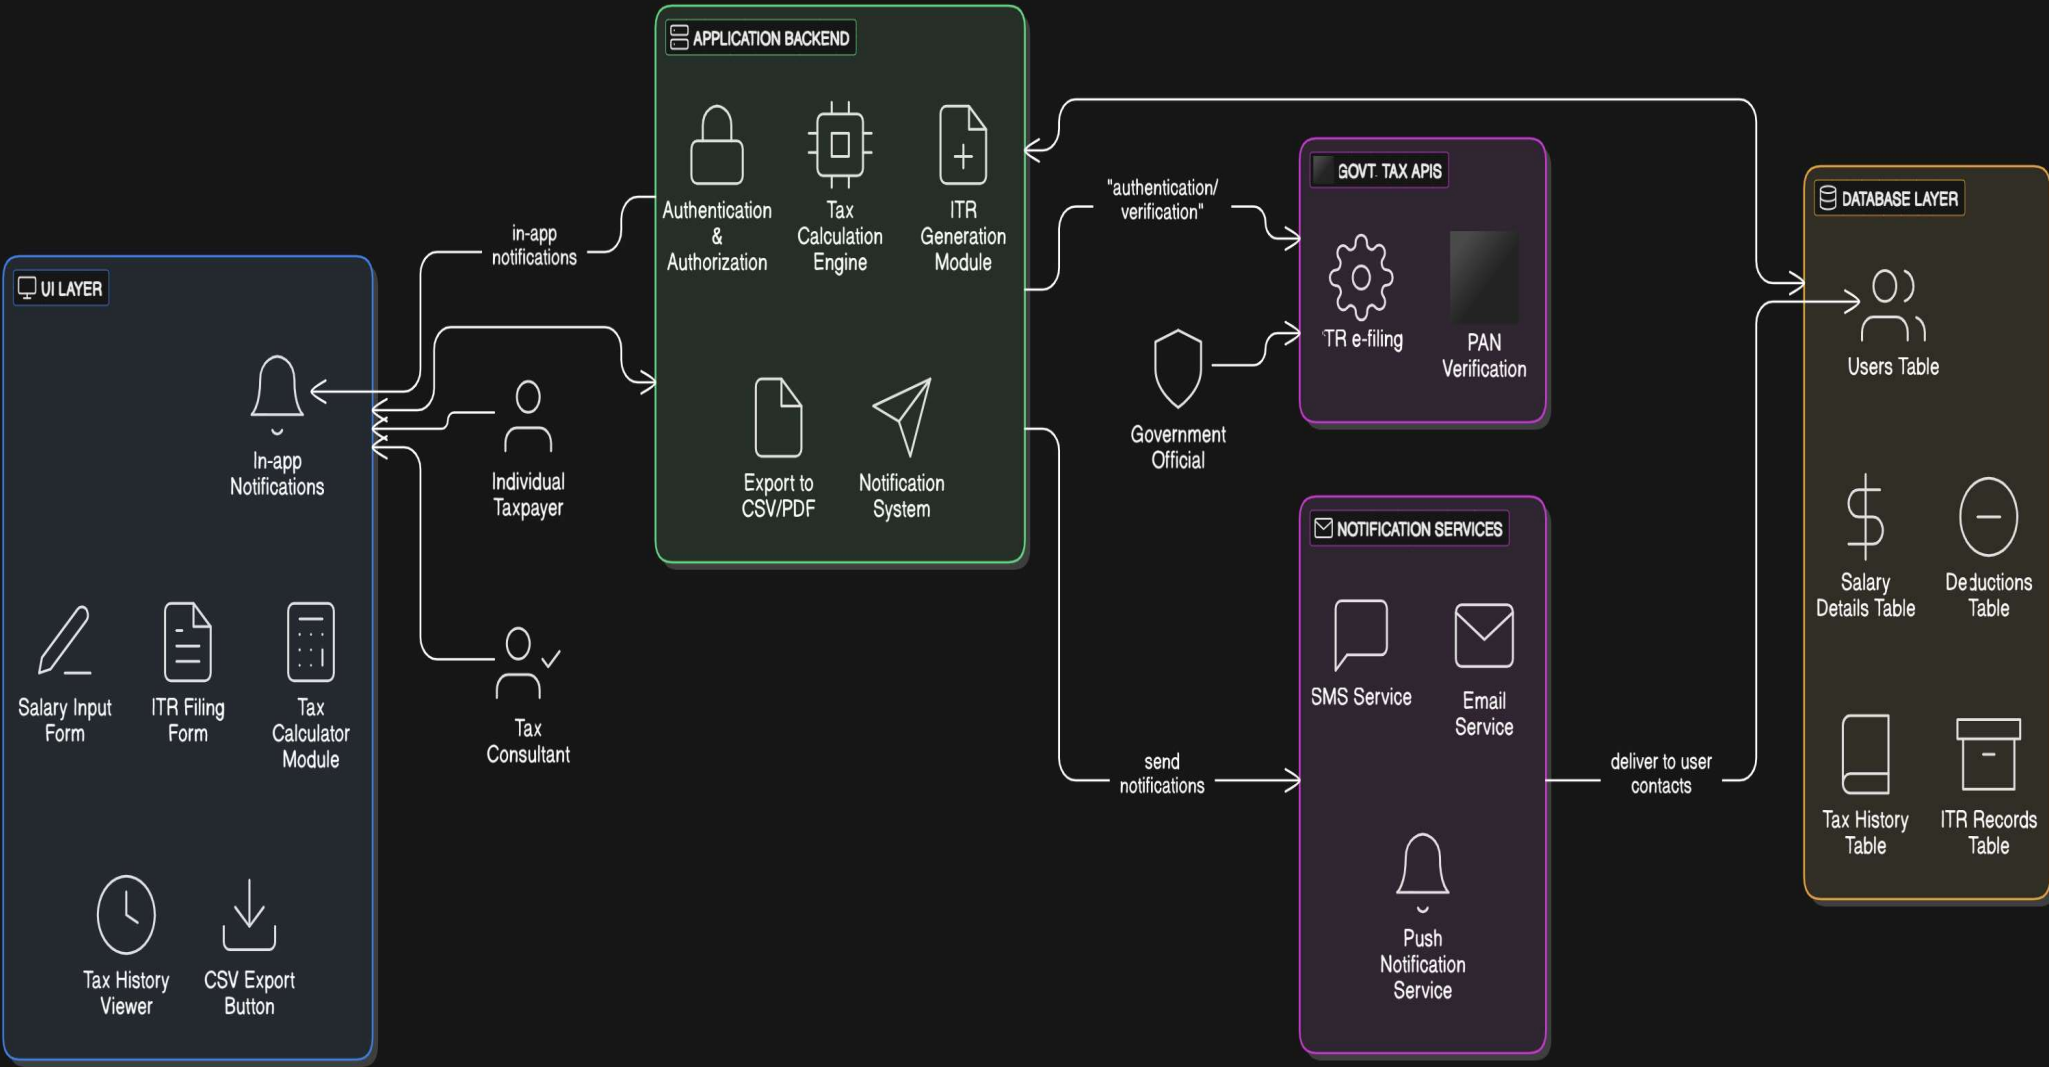 APPLICATION BACKEND
Authentication
&
Authorization
Tax
Calculation
Engine
ITR
Generation
Module
Export to
CSV/PDF
Notification
System
in-app
notifications
UI LAYER
In-app
Notifications
Salary Input
Form
ITR Filing
Form
Tax
Calculator
Module
Tax History
Viewer
CSV Export
Button
Individual
Taxpayer
Tax
Consultant
"authentication/
verification"
GOVT. TAX APIS
TR e-filing
PAN
Verification
Government
Official
send
notifications
NOTIFICATION SERVICES
SMS Service
Email
Service
Push
Notification
Service
deliver to user
contacts
DATABASE LAYER
Users Table
Salary
Details Table
Deductions
Table
Tax History
Table
ITR Records
Table